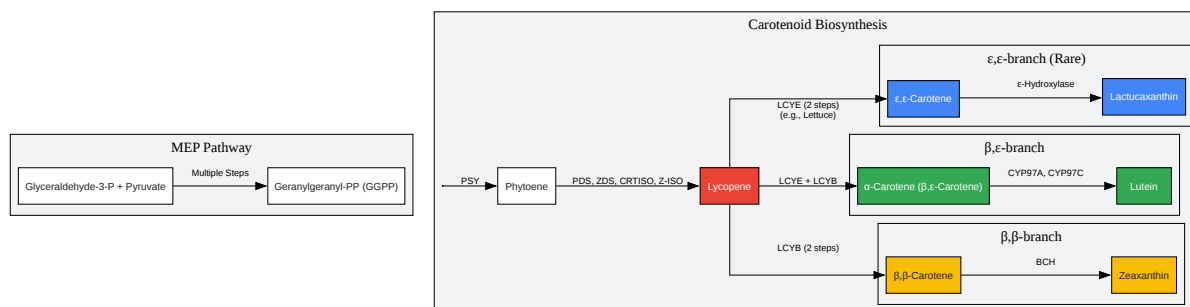 Carotenoid Biosynthesis
ε,ε-branch (Rare)
ε,ε-Carotene
ε-Hydroxylase
Lactucaxanthin
LCYE (2 steps)
(e.g., Lettuce)
MEP Pathway
Glyceraldehyde-3-P + Pyruvate
Multiple Steps
Geranylgeranyl-PP (GGPP)
PSY
Phytoene
PDS, ZDS, CRTISO, Z-ISO
Lycopene
LCYE + LCYB
β,ε-branch
α-Carotene (β,ε-Carotene)
CYP97A, CYP97C
Lutein
LCYB (2 steps)
β,β-branch
β,β-Carotene
BCH
Zeaxanthin